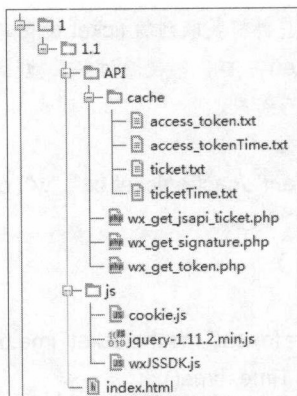 1
1.1
API
cache
access_token.txt
access_tokenTime.txt
ticket.txt
ticketTime.txt
wx_get_jsapi_ticket.php
wx_get_signature.php
wx_get_token.php
js
cookie.js
jquery-1.11.2.min.js
wxJSSDK.js
index.html